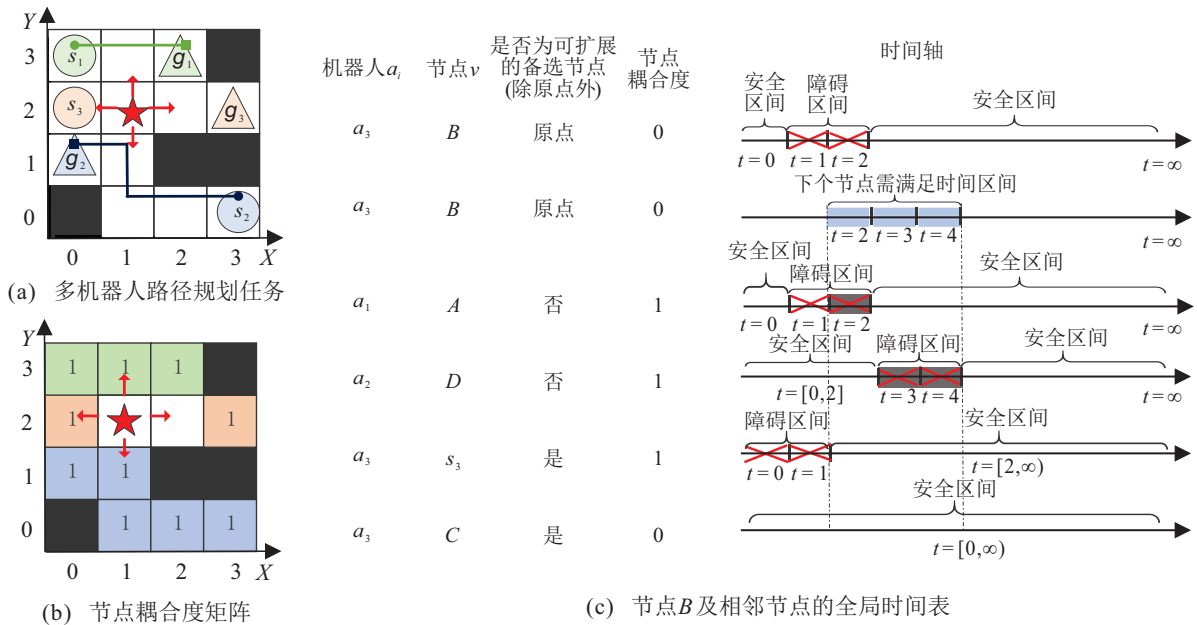 Y
3
s₁
g₁
2
s₃
g₃
1
g₂
0
s₂
0 1 2 3 X
(a) 多机器人路径规划任务
Y
3 1 1 1
2 1 1
1 1 1
0 1 1 1
0 1 2 3 X
(b) 节点耦合度矩阵
机器人aᵢ
节点v
是否为可扩展
的备选节点
(除原点外)
节点
耦合度
时间轴
a₃ B 原点 0
安全
区间
障碍
区间
安全区间
t=0 t=1 t=2 t=∞
a₃ B 原点 0
下个节点需满足时间区间
t=2 t=3 t=4 t=∞
a₁ A 否 1
安全区间 障碍区间 安全区间
t=0 t=1 t=2 t=∞
a₂ D 否 1
安全区间 障碍区间 安全区间
t=[0,2] t=3 t=4 t=∞
a₃ s₃ 是 1
障碍区间 安全区间
t=0 t=1 t=[2,∞)
a₃ C 是 0
安全区间
t=[0,∞)
(c) 节点B及相邻节点的全局时间表